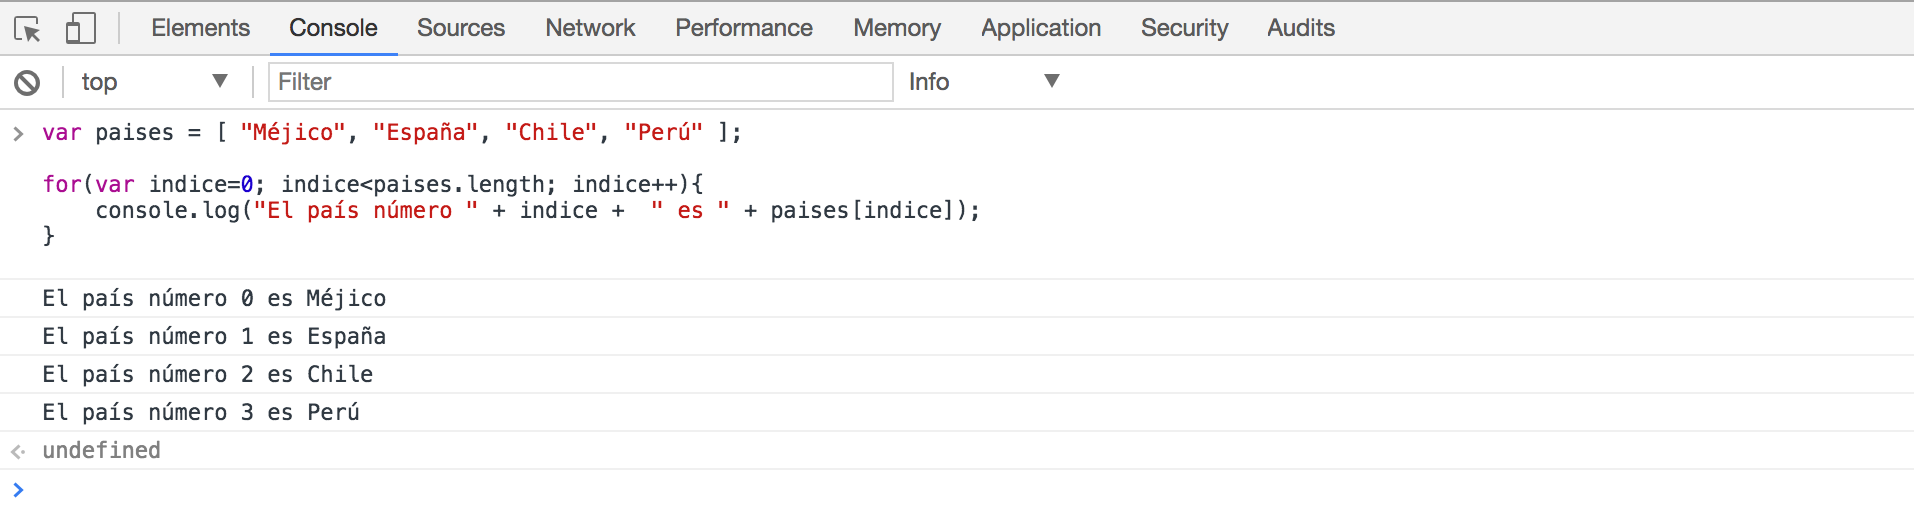 Elements Console Sources Network Performance Memory Application Security Audits
top Filter Info
var paises = [ "Méjico", "España", "Chile", "Perú" ];
for(var indice=0; indice<paises.length; indice++){
    console.log("El país número " + indice +  " es " + paises[indice]);
}
El país número 0 es Méjico
El país número 1 es España
El país número 2 es Chile
El país número 3 es Perú
undefined